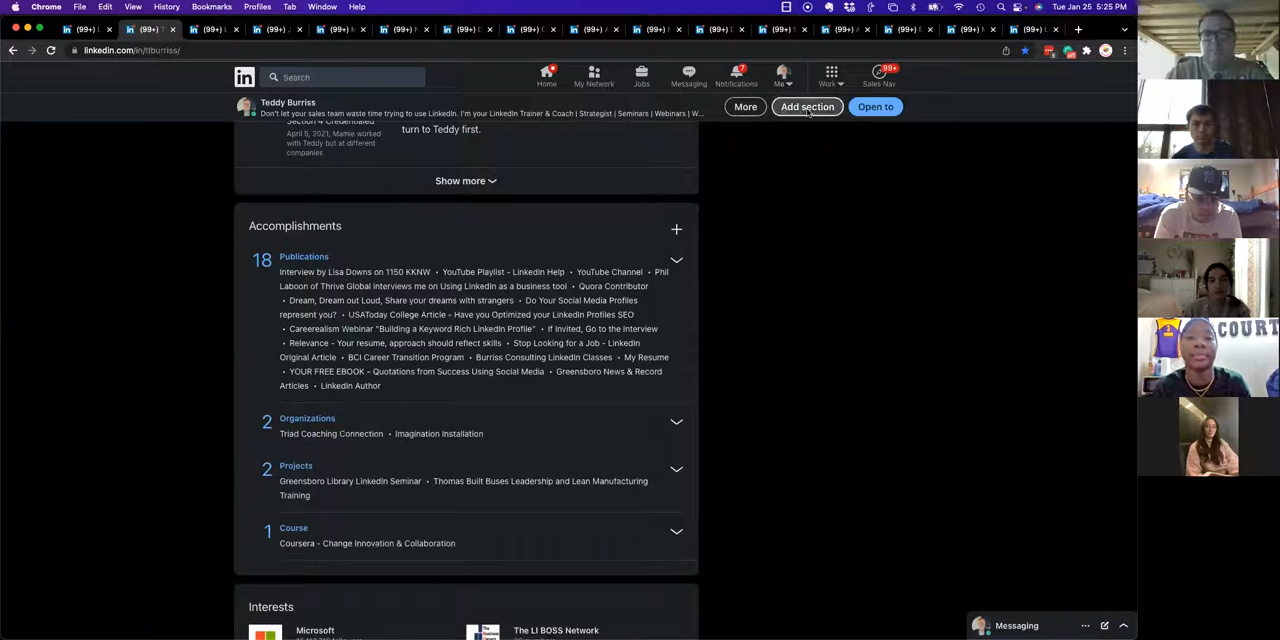 Chrome File Edit View History Bookmarks Profiles Tab Window Help
Tue Jan 25 5:25 PM
linkedin.com/in/tlburriss/
in
Search
7
99+
Home My Network Jobs Messaging Notifications Me Work Sales Nav
Teddy Burriss
Don't let your sales team waste time trying to use LinkedIn. I'm your LinkedIn Trainer & Coach | Strategist | Seminars | Webinars | W...
More Add section Open to
Section 4 Credentialed
April 5, 2021, Mamie worked
with Teddy but at different
companies
turn to Teddy first.
Show more
Accomplishments
18 Publications
Interview by Lisa Downs on 1150 KKNW • YouTube Playlist - LinkedIn Help • YouTube Channel • Phil
Laboon of Thrive Global interviews me on Using LinkedIn as a business tool • Quora Contributor
• Dream, Dream out Loud, Share your dreams with strangers • Do Your Social Media Profiles
represent you? • USAToday College Article - Have you Optimized your LinkedIn Profiles SEO
• Careerealism Webinar "Building a Keyword Rich LinkedIn Profile" • If Invited, Go to the Interview
• Relevance - Your resume, approach should reflect skills • Stop Looking for a Job - LinkedIn
Original Article • BCI Career Transition Program • Burriss Consulting LinkedIn Classes • My Resume
• YOUR FREE EBOOK - Quotations from Success Using Social Media • Greensboro News & Record
Articles • LinkedIn Author
2 Organizations
Triad Coaching Connection • Imagination Installation
2 Projects
Greensboro Library LinkedIn Seminar • Thomas Built Buses Leadership and Lean Manufacturing
Training
1 Course
Coursera - Change Innovation & Collaboration
Interests
Microsoft
The LI BOSS Network
Messaging
COURT